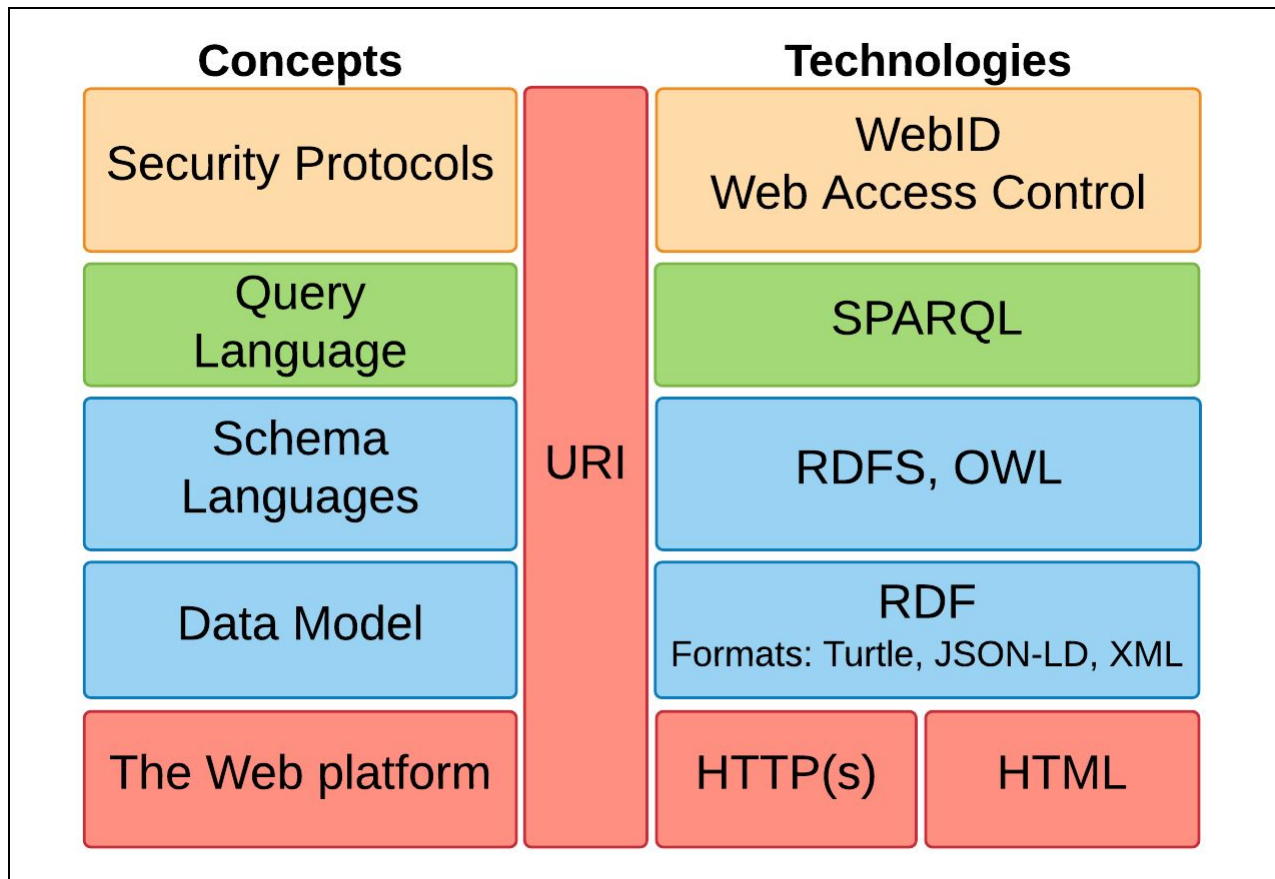 Concepts
Technologies
Security Protocols
WebID
Web Access Control
Query
Language
SPARQL
Schema
Languages
URI
RDFS, OWL
Data Model
RDF
Formats: Turtle, JSON-LD, XML
The Web platform
HTTP(s)
HTML